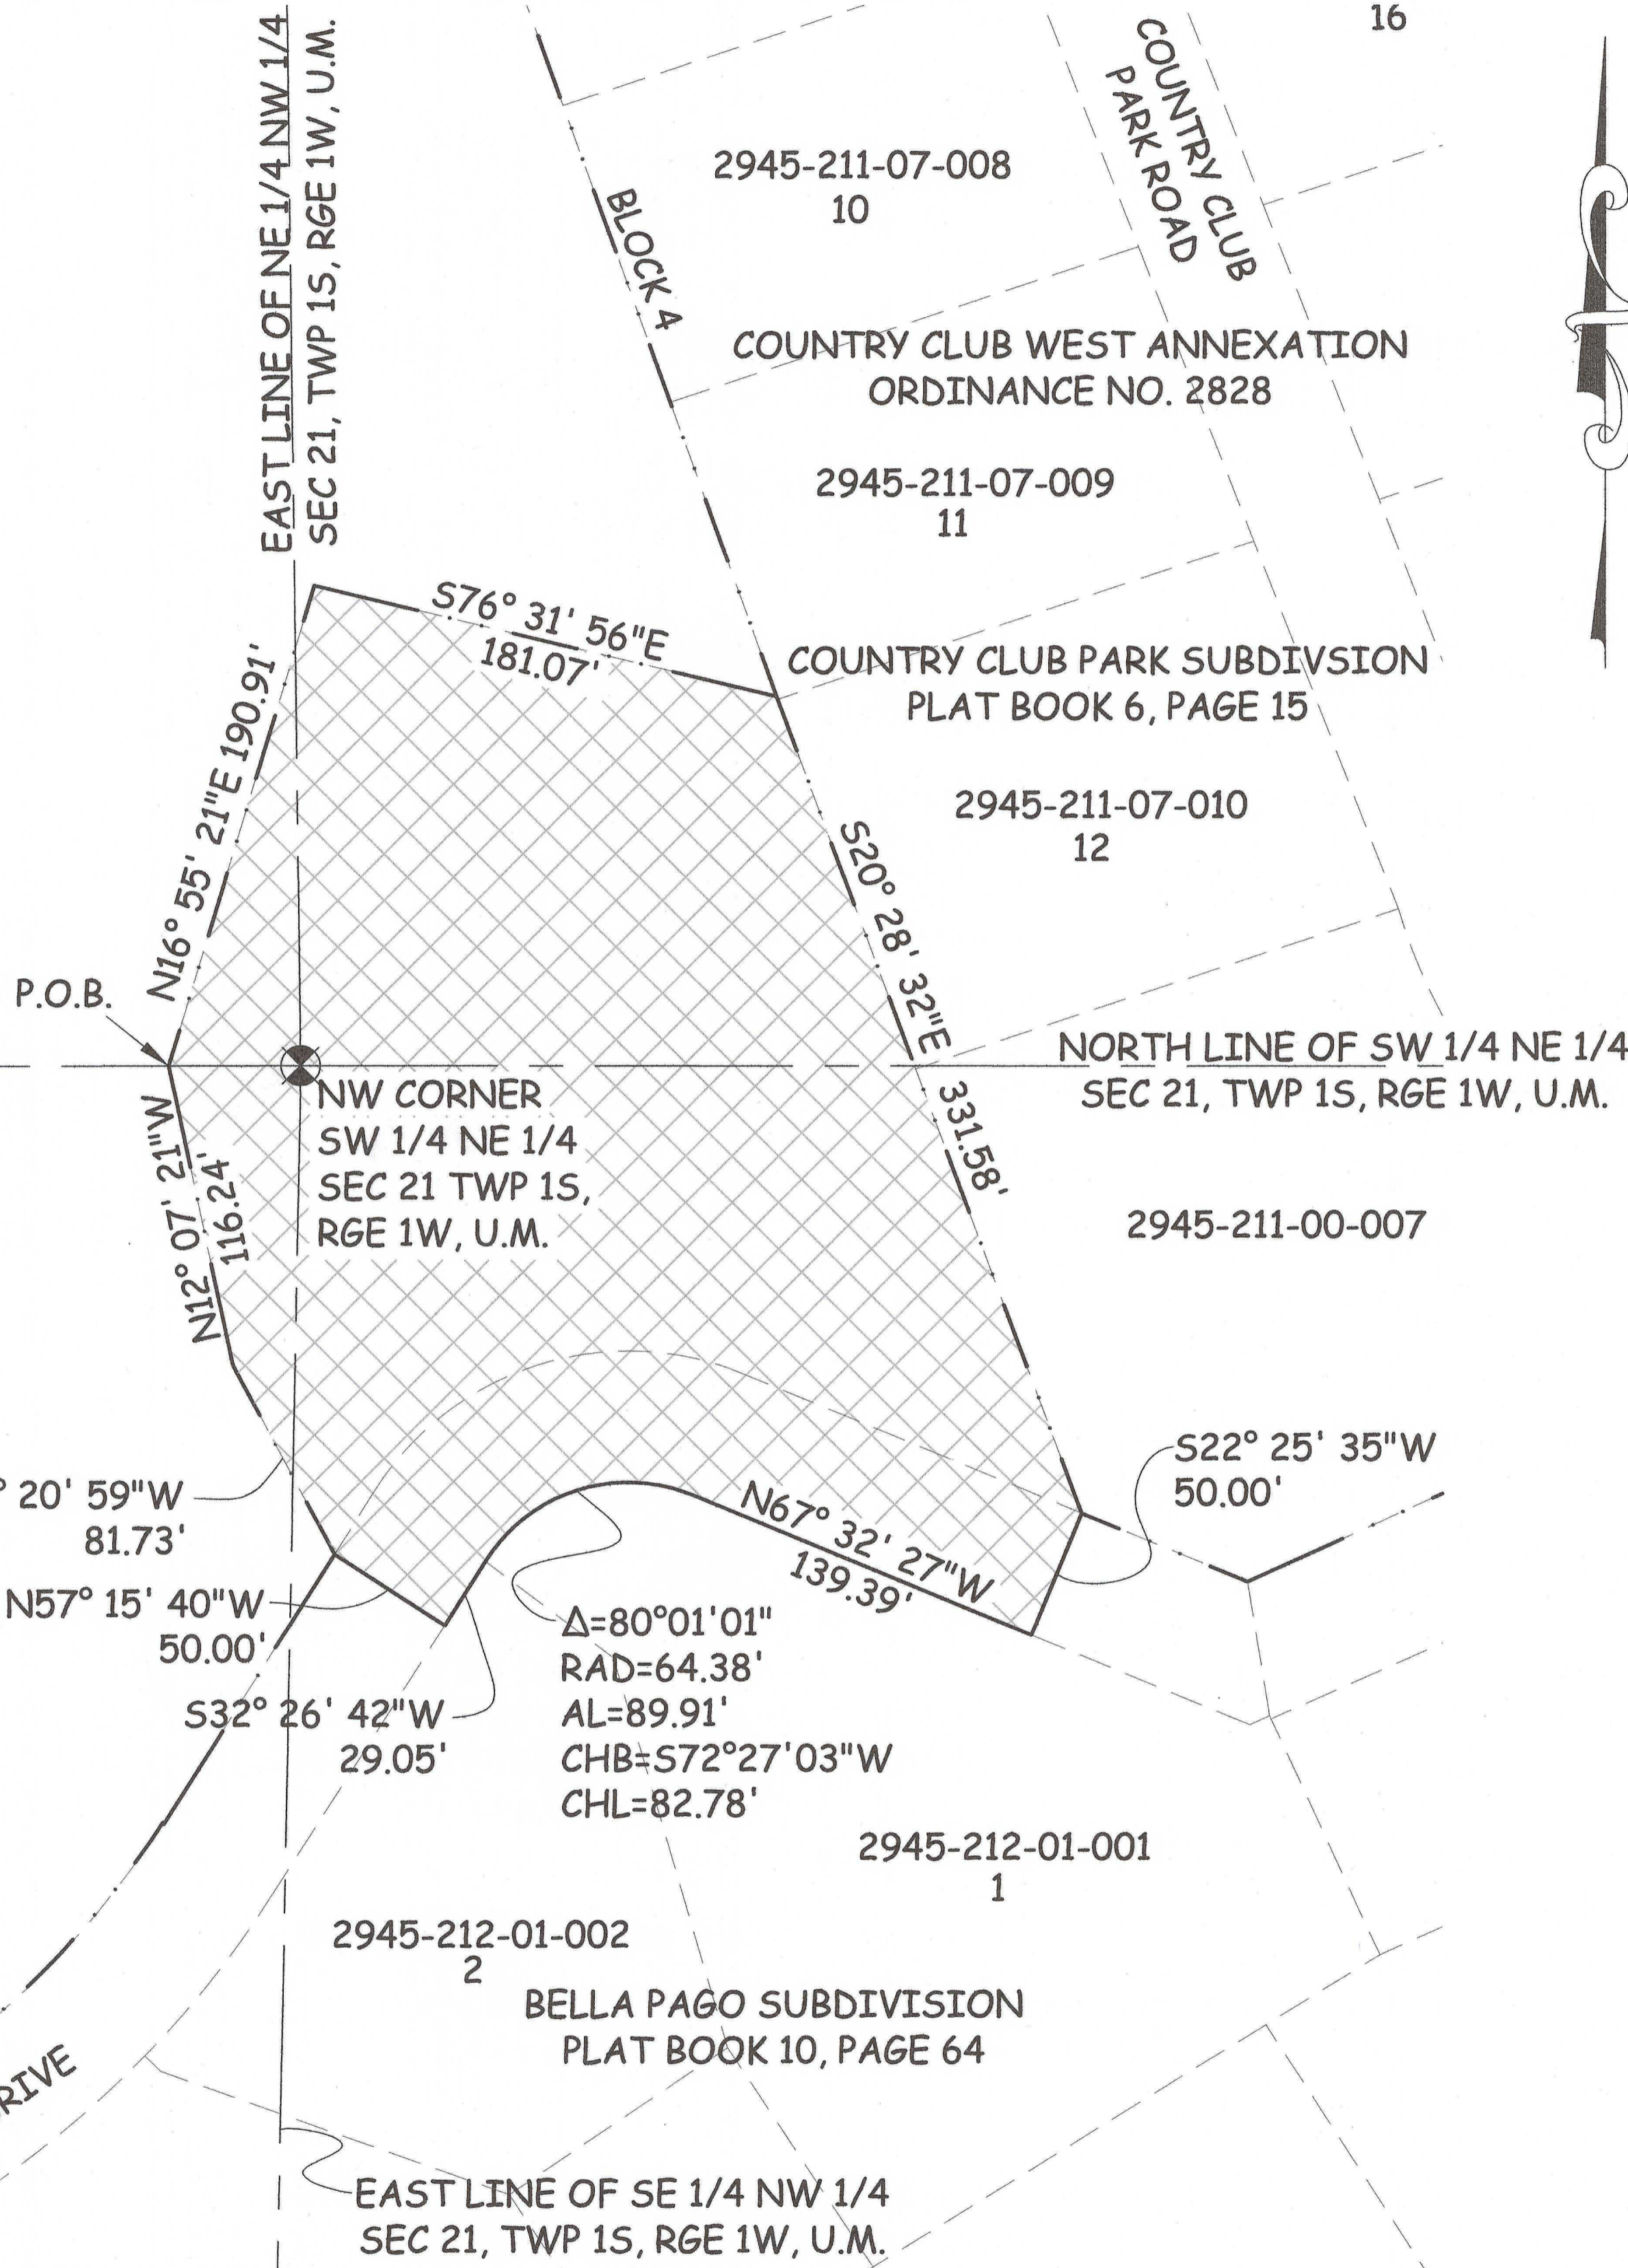 16
EAST LINE OF NE 1/4 NW 1/4
SEC 21, TWP 1S, RGE 1W, U.M.
COUNTRY CLUB
PARK ROAD
2945-211-07-008
10
BLOCK 4
COUNTRY CLUB WEST ANNEXATION
ORDINANCE NO. 2828
2945-211-07-009
11
S76° 31' 56"E
181.07'
COUNTRY CLUB PARK SUBDIVSION
PLAT BOOK 6, PAGE 15
N16° 55' 21"E 190.91'
2945-211-07-010
12
S20° 28' 32"E 331.58'
P.O.B.
NORTH LINE OF SW 1/4 NE 1/4
SEC 21, TWP 1S, RGE 1W, U.M.
NW CORNER
SW 1/4 NE 1/4
SEC 21 TWP 1S,
RGE 1W, U.M.
N12° 07' 21"W
116.24'
2945-211-00-007
S22° 25' 35"W
50.00'
° 20' 59"W
81.73'
N67° 32' 27"W
139.39'
N57° 15' 40"W
50.00'
S32° 26' 42"W
29.05'
Δ=80°01'01"
RAD=64.38'
AL=89.91'
CHB=S72°27'03"W
CHL=82.78'
2945-212-01-001
1
2945-212-01-002
2
BELLA PAGO SUBDIVISION
PLAT BOOK 10, PAGE 64
RIVE
EAST LINE OF SE 1/4 NW 1/4
SEC 21, TWP 1S, RGE 1W, U.M.